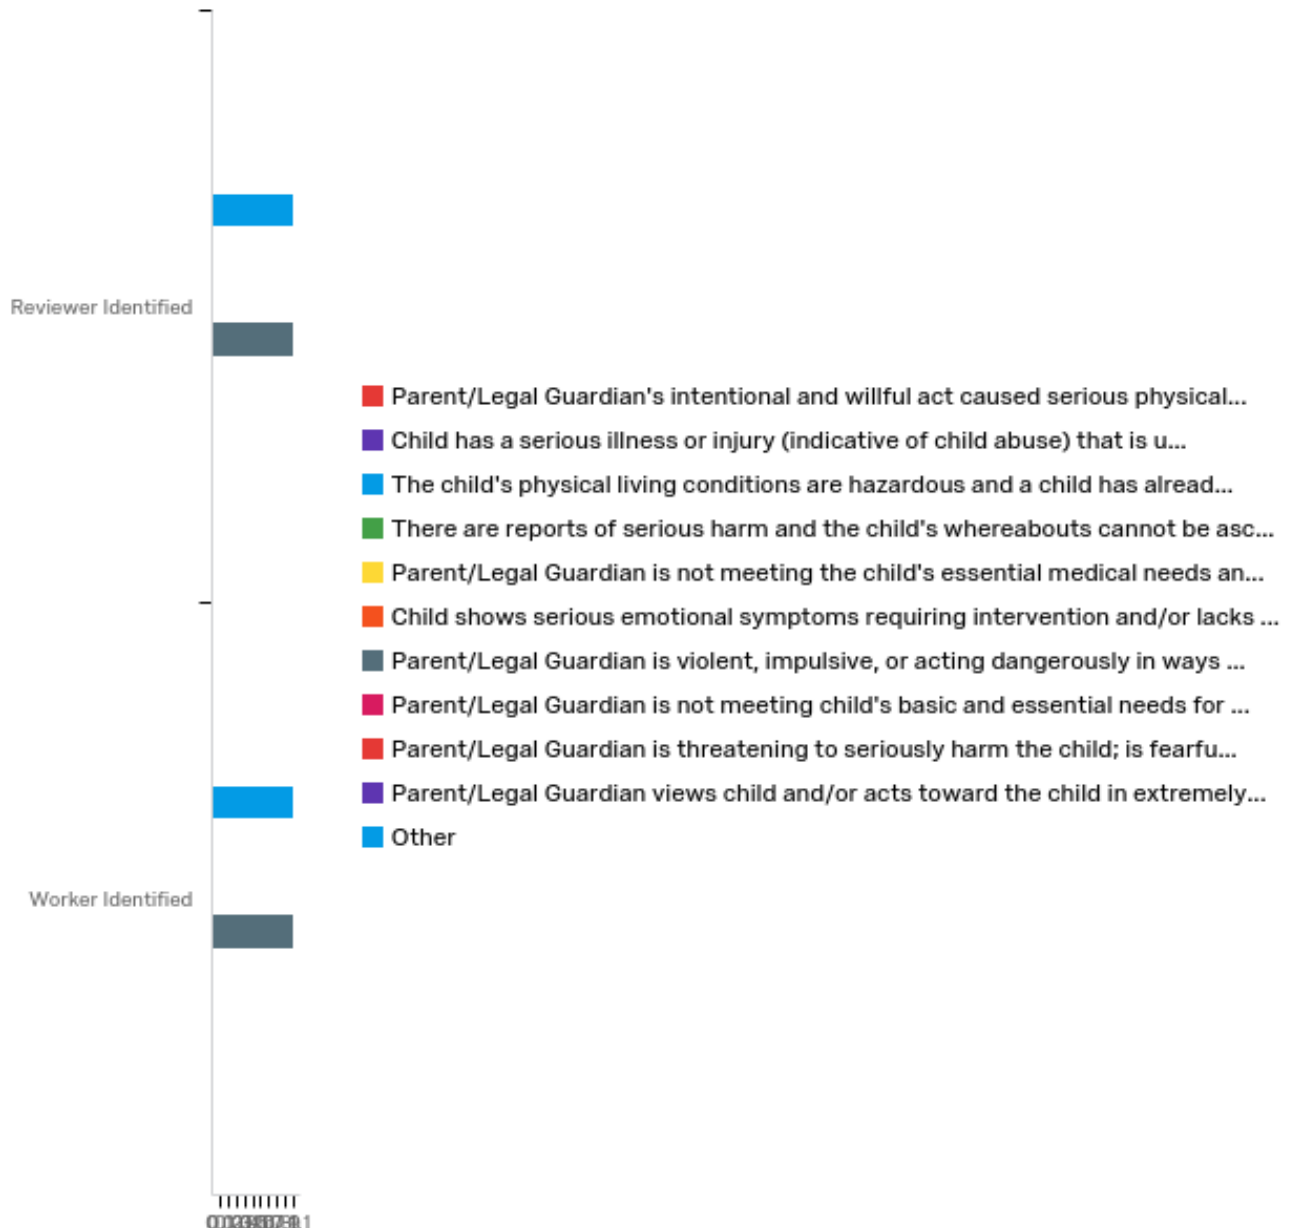 Reviewer Identified
Parent/Legal Guardian's intentional and willful act caused serious physical...
Child has a serious illness or injury (indicative of child abuse) that is u...
The child's physical living conditions are hazardous and a child has alread...
There are reports of serious harm and the child's whereabouts cannot be asc...
Parent/Legal Guardian is not meeting the child's essential medical needs an...
Child shows serious emotional symptoms requiring intervention and/or lacks ...
Parent/Legal Guardian is violent, impulsive, or acting dangerously in ways ...
Parent/Legal Guardian is not meeting child's basic and essential needs for ...
Parent/Legal Guardian is threatening to seriously harm the child; is fearfu...
Parent/Legal Guardian views child and/or acts toward the child in extremely...
Other
Worker Identified